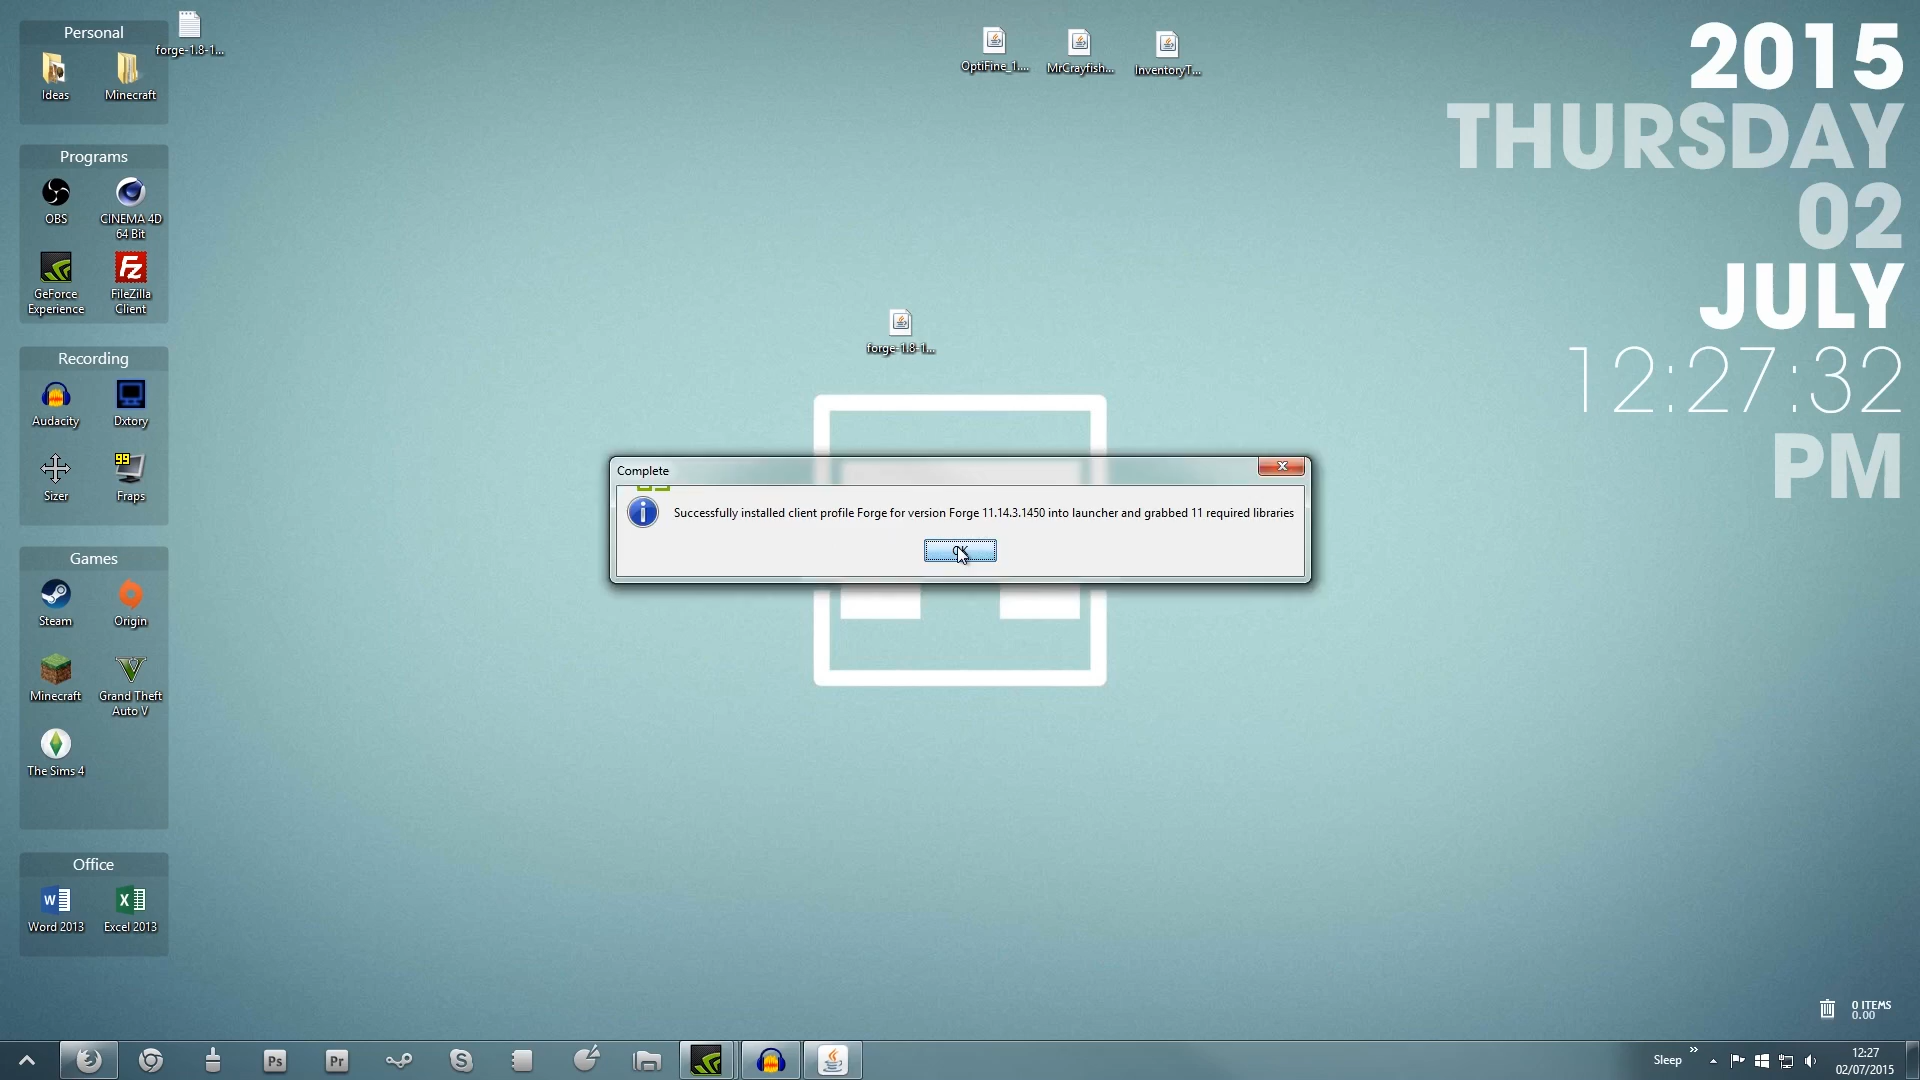 Personal
Ideas
Minecraft
forge-1.8-1...
Programs
OBS
CINEMA 4D
64 Bit
GeForce
Experience
FileZilla
Client
Recording
Audacity
Dxtory
Sizer
99
Fraps
Games
Steam
Origin
Minecraft
Grand Theft
Auto V
The Sims 4
Office
Word 2013
Excel 2013
OptiFine_1....
MrCrayfish...
InventoryT...
forge-1.8-1...
2015
THURSDAY
02
JULY
12:27:32
PM
Complete
Successfully installed client profile Forge for version Forge 11.14.3.1450 into launcher and grabbed 11 required libraries
OK
0 ITEMS
0.00
Ps
Pr
Sleep
12:27
02/07/2015